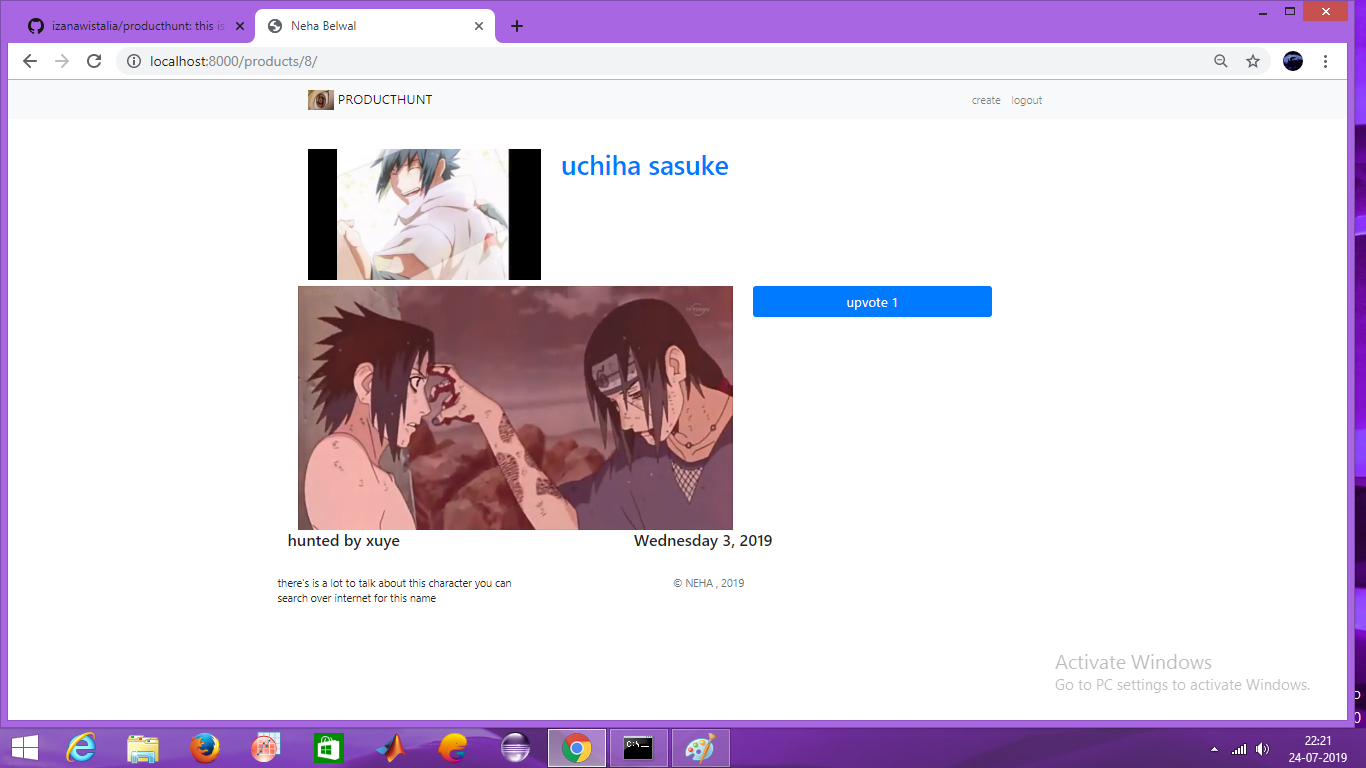 izanawistalia/producthunt: this is
Neha Belwal
localhost:8000/products/8/
PRODUCTHUNT
create logout
uchiha sasuke
upvote 1
hunted by xuye
Wednesday 3, 2019
there's is a lot to talk about this character you can
search over internet for this name
© NEHA , 2019
Activate Windows
Go to PC settings to activate Windows.
22:21
24-07-2019